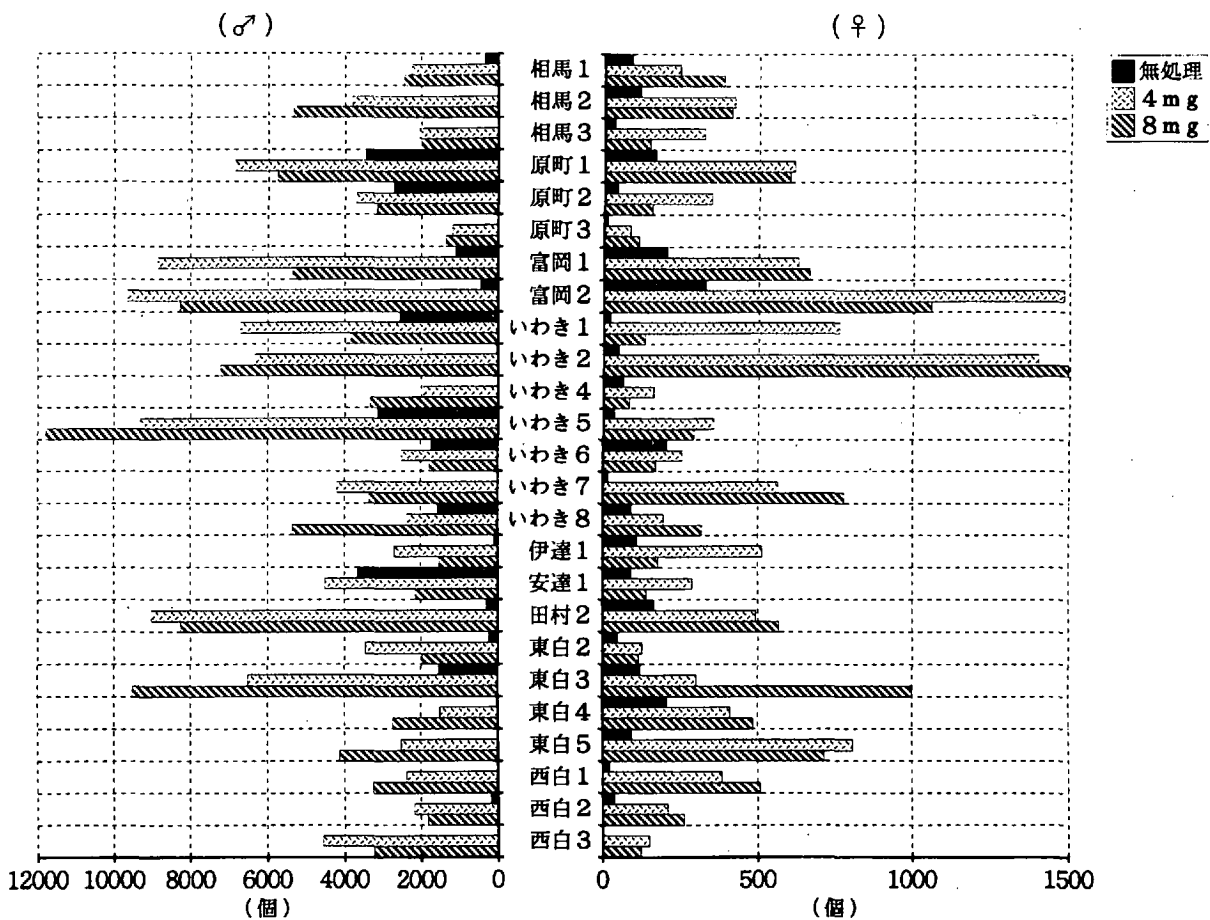 (♂)
(♀)
無処理
4mg
8mg
相馬1
相馬2
相馬3
原町1
原町2
原町3
富岡1
富岡2
いわき1
いわき2
いわき4
いわき5
いわき6
いわき7
いわき8
伊達1
安達1
田村2
東白2
東白3
東白4
東白5
西白1
西白2
西白3
12000 10000 8000 6000 4000 2000 0
0 500 1000 1500
(個)
(個)